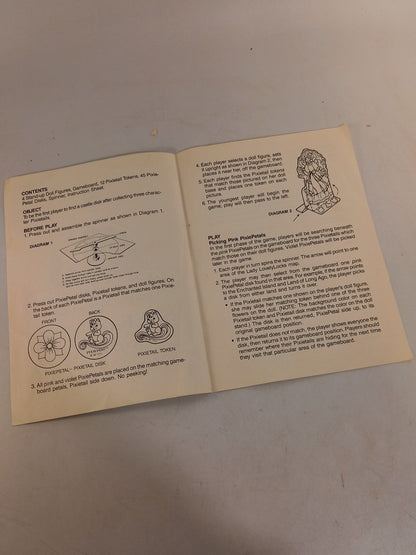 CONTENTS
4 Stand-up Doll Figures, Gameboard, 12 Pixietail Tokens, 45 Pixie-
Petal Disks, Spinner, Instruction Sheet.
OBJECT
To be the first player to find a castle disk after collecting three
ter Pixietails.
BEFORE PLAY
1. Press out and assemble the spinner as shown in Diagram 1.
DIAGRAM 1
2. Press out PixiePetal disks, Pixietail tokens, and doll figures. On
the back of each PixiePetal is a Pixietail that matches one Pixie-
tail token.
FRONT
BACK
PIXIEPETAL - PIXIETAIL DISK
PIXIETAIL TOKEN
3. All pink and violet PixiePetals are placed on the matching game-
board petals, Pixietail side down. No peeking!
4. Each player selects a doll figure, sets
it upright as shown in Diagram 2, then
places it near her, off the gameboard.
5. Each player finds the Pixietail tokens
that match those pictured on her doll
base and places one token on each
picture.
6. The youngest player will begin the
game, play will then pass to the left.
DIAGRAM 2
PLAY
Picking Pink PixiePetals
In the first phase of the game, players will be searching beneath
the pink PixiePetals on the gameboard for the three Pixietails which
match those on their doll figures. Violet PixiePetals will be picked
later in the game.
1. Each player in turn spins the spinner. The arrow will point to one
area of the Lady LovelyLocks map.
2. The player may then select from the gameboard one pink
PixiePetal disk found in that area. For example, if the arrow points
to the Enchanted Island and Land of Long Ago, the player picks
a disk from either land and turns it over.
• If the Pixietail matches one shown on the player's doll figure,
she may slide her matching token behind one of the three
flowers on the doll. (NOTE: The background color on each
Pixietail token and Pixietail disk matches the color on the doll
stand.) The disk is then returned, PixiePetal side up, to its
original gameboard position.
• If the Pixietail does not match, the player shows everyone the
disk, then returns it to its gameboard position. Players should
remember where their Pixietails are hiding for the next time
they visit that particular area of the gameboard.